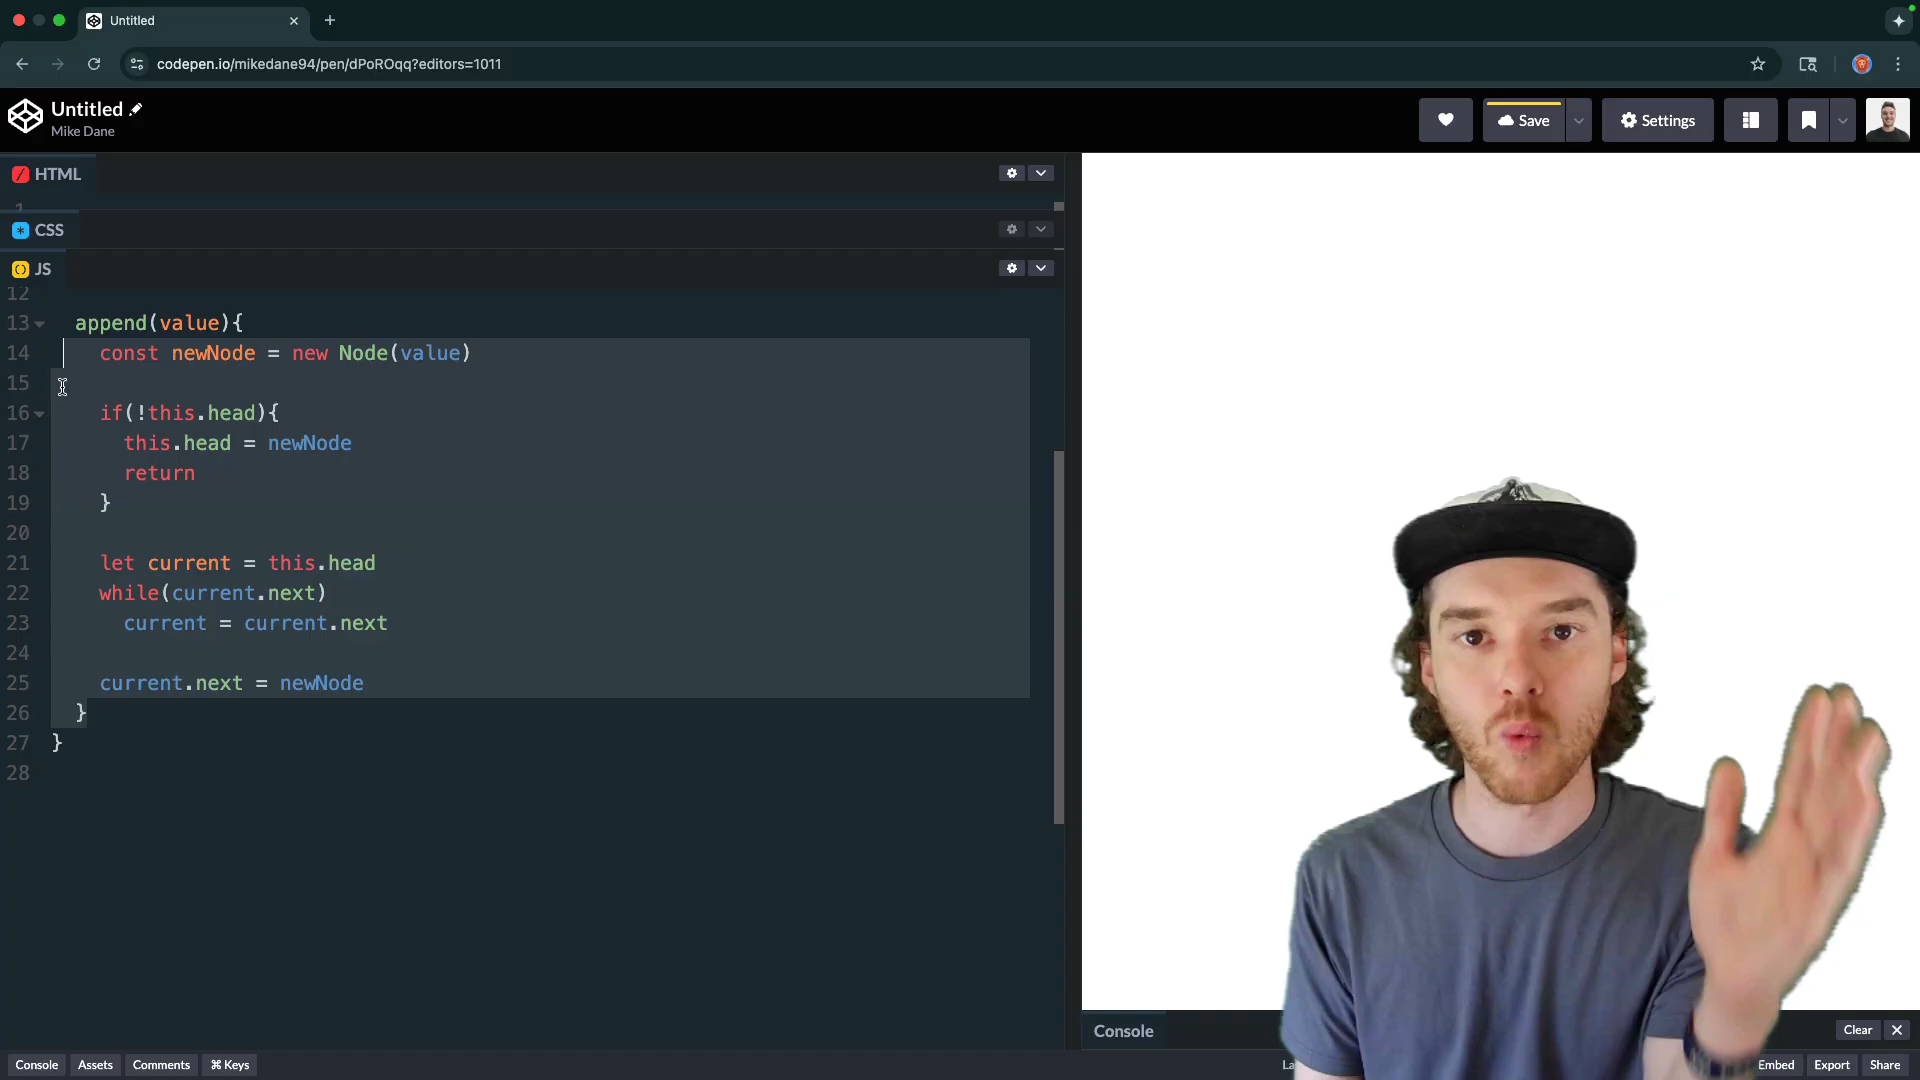 Untitled
codepen.io/mikedane94/pen/dPoROqq?editors=1011
Untitled
Mike Dane
Save
Settings
HTML
1
CSS
JS
12
13 append(value){
14 const newNode = new Node(value)
15
16 if(!this.head){
17 this.head = newNode
18 return
19 }
20
21 let current = this.head
22 while(current.next)
23 current = current.next
24
25 current.next = newNode
26 }
27 }
28
Console
Clear
Console
Assets
Comments
⌘ Keys
Embed
Export
Share